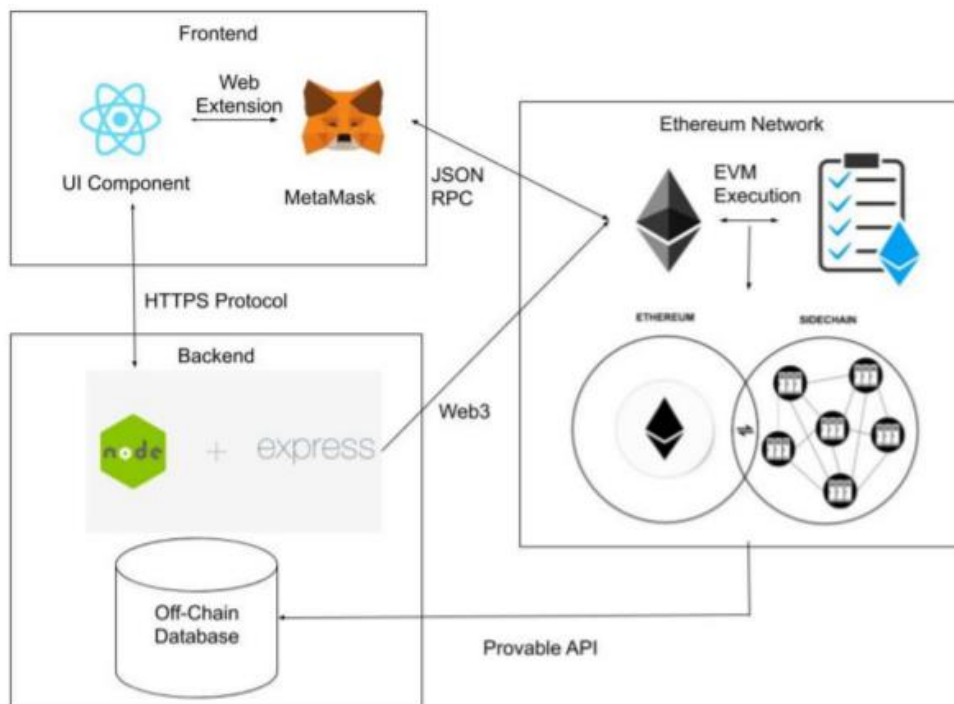 Frontend
Web
Extension
UI Component
MetaMask
JSON
RPC
HTTPS Protocol
Backend
node
+
express
Web3
Off-Chain
Database
Provable API
Ethereum Network
EVM
Execution
ETHEREUM
SIDECHAIN